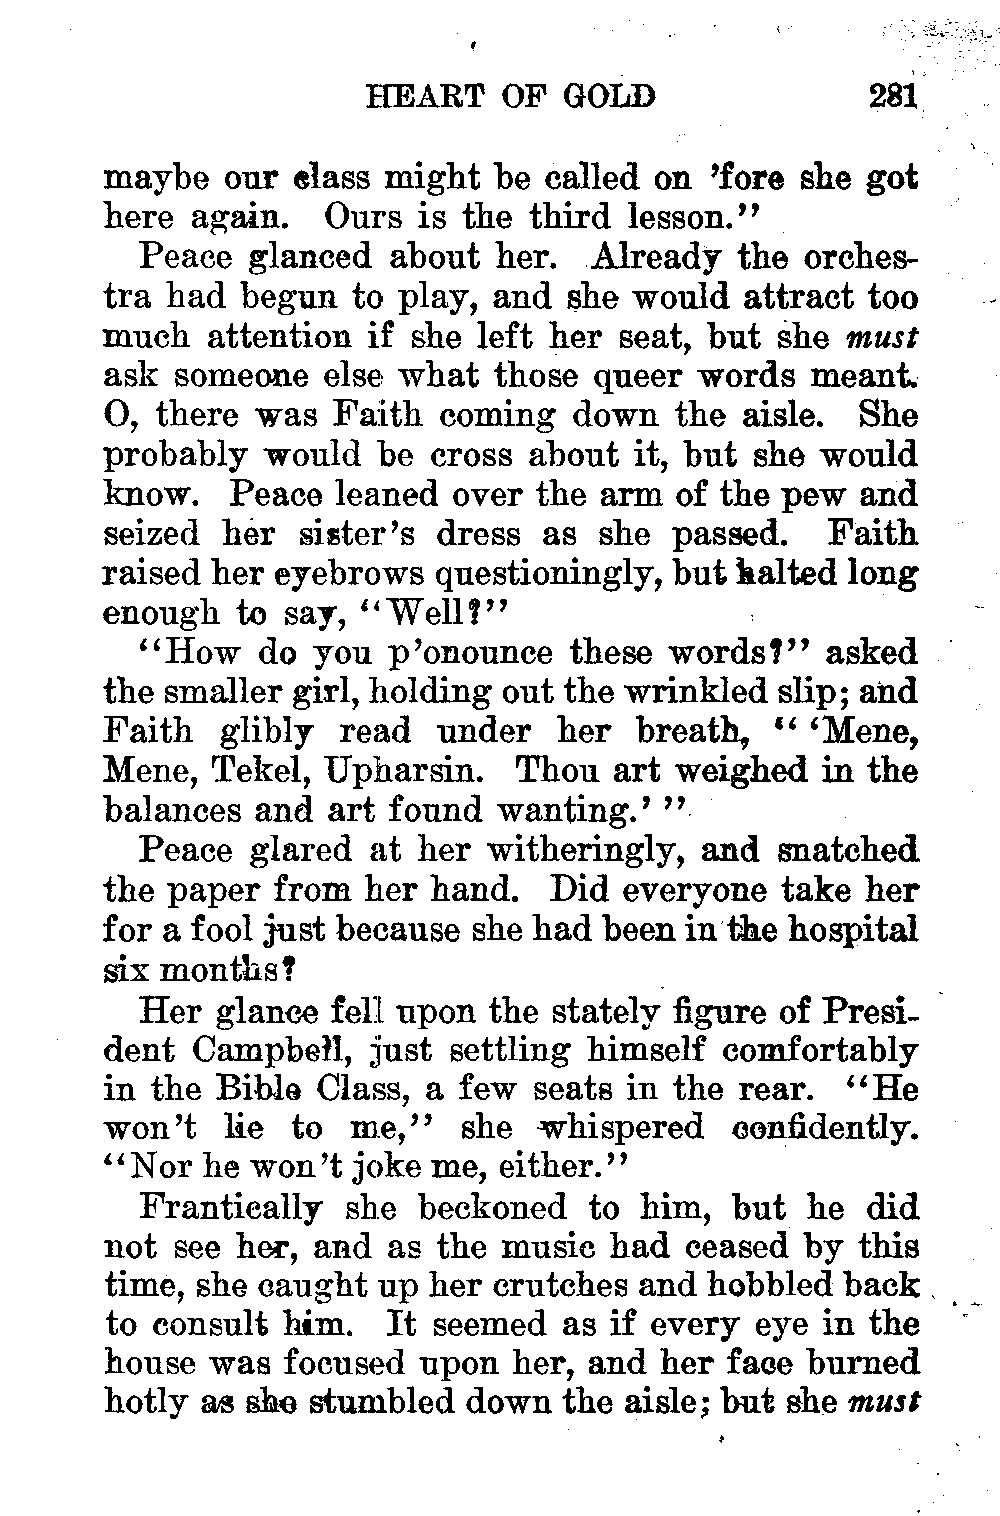 HEART OF GOLD 281
maybe our class might be called on 'fore she got
here again. Ours is the third lesson."
Peace glanced about her. Already the orches-
tra had begun to play, and she would attract too
much attention if she left her seat, but she must
ask someone else what those queer words meant.
O, there was Faith coming down the aisle. She
probably would be cross about it, but she would
know. Peace leaned over the arm of the pew and
seized her sister's dress as she passed. Faith
raised her eyebrows questioningly, but halted long
enough to say, "Well?"
"How do you p'onounce these words?" asked
the smaller girl, holding out the wrinkled slip; and
Faith glibly read under her breath, " 'Mene,
Mene, Tekel, Upharsin. Thou art weighed in the
balances and art found wanting.' "
Peace glared at her witheringly, and snatched
the paper from her hand. Did everyone take her
for a fool just because she had been in the hospital
six months?
Her glance fell upon the stately figure of Presi-
dent Campbell, just settling himself comfortably
in the Bible Class, a few seats in the rear. "He
won't lie to me," she whispered confidently.
"Nor he won't joke me, either."
Frantically she beckoned to him, but he did
not see her, and as the music had ceased by this
time, she caught up her crutches and hobbled back
to consult him. It seemed as if every eye in the
house was focused upon her, and her face burned
hotly as she stumbled down the aisle; but she must